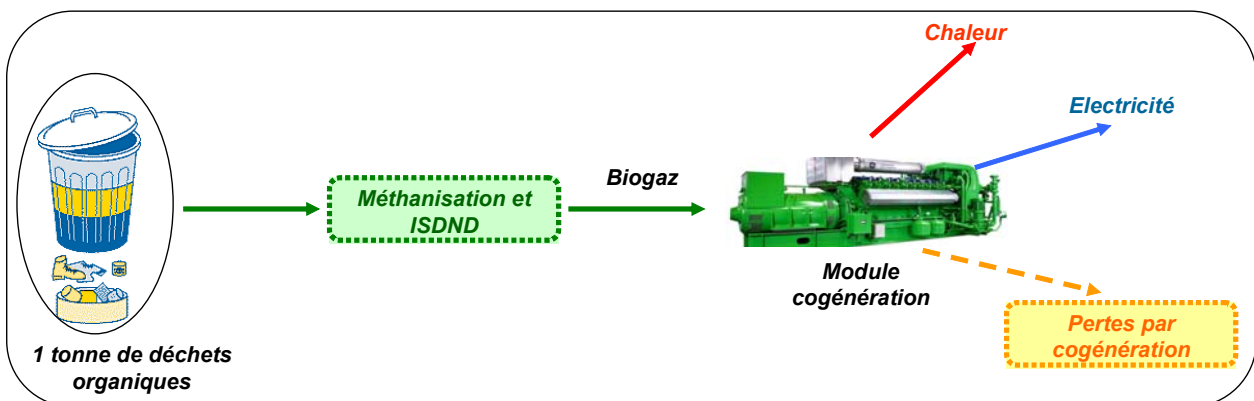 Chaleur
Electricité
Biogaz
Méthanisation et
ISDND
Module
cogénération
Pertes par
cogénération
1 tonne de déchets
organiques